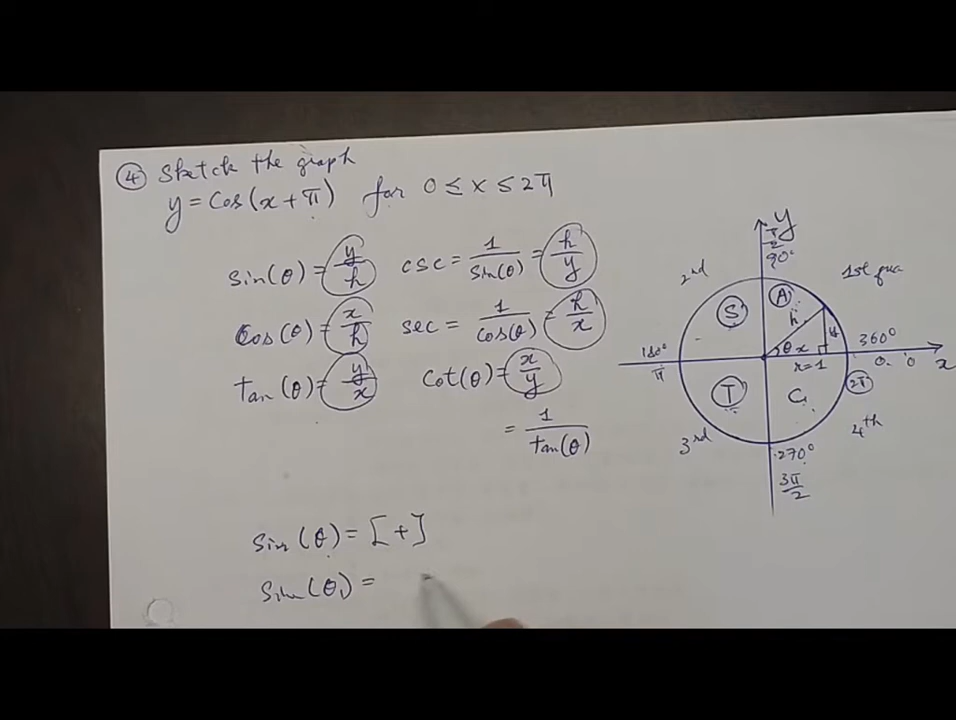 ④ Sketch the graph
y = Cos(x + π) for 0 ≤ x ≤ 2π
sin(θ) = y/h csc = 1/sin(θ) = h/y
Cos(θ) = x/h sec = 1/cos(θ) = h/x
tan(θ) = y/x cot(θ) = x/y
= 1/tan(θ)
sin(θ) = [+]
sin(θ) =
y
π/2
90°
2nd
1st qua
S
A
h
y
θ x
r=1
180°
π
360°
0. 0
x
2π
T
C
3rd
4th
270°
3π/2